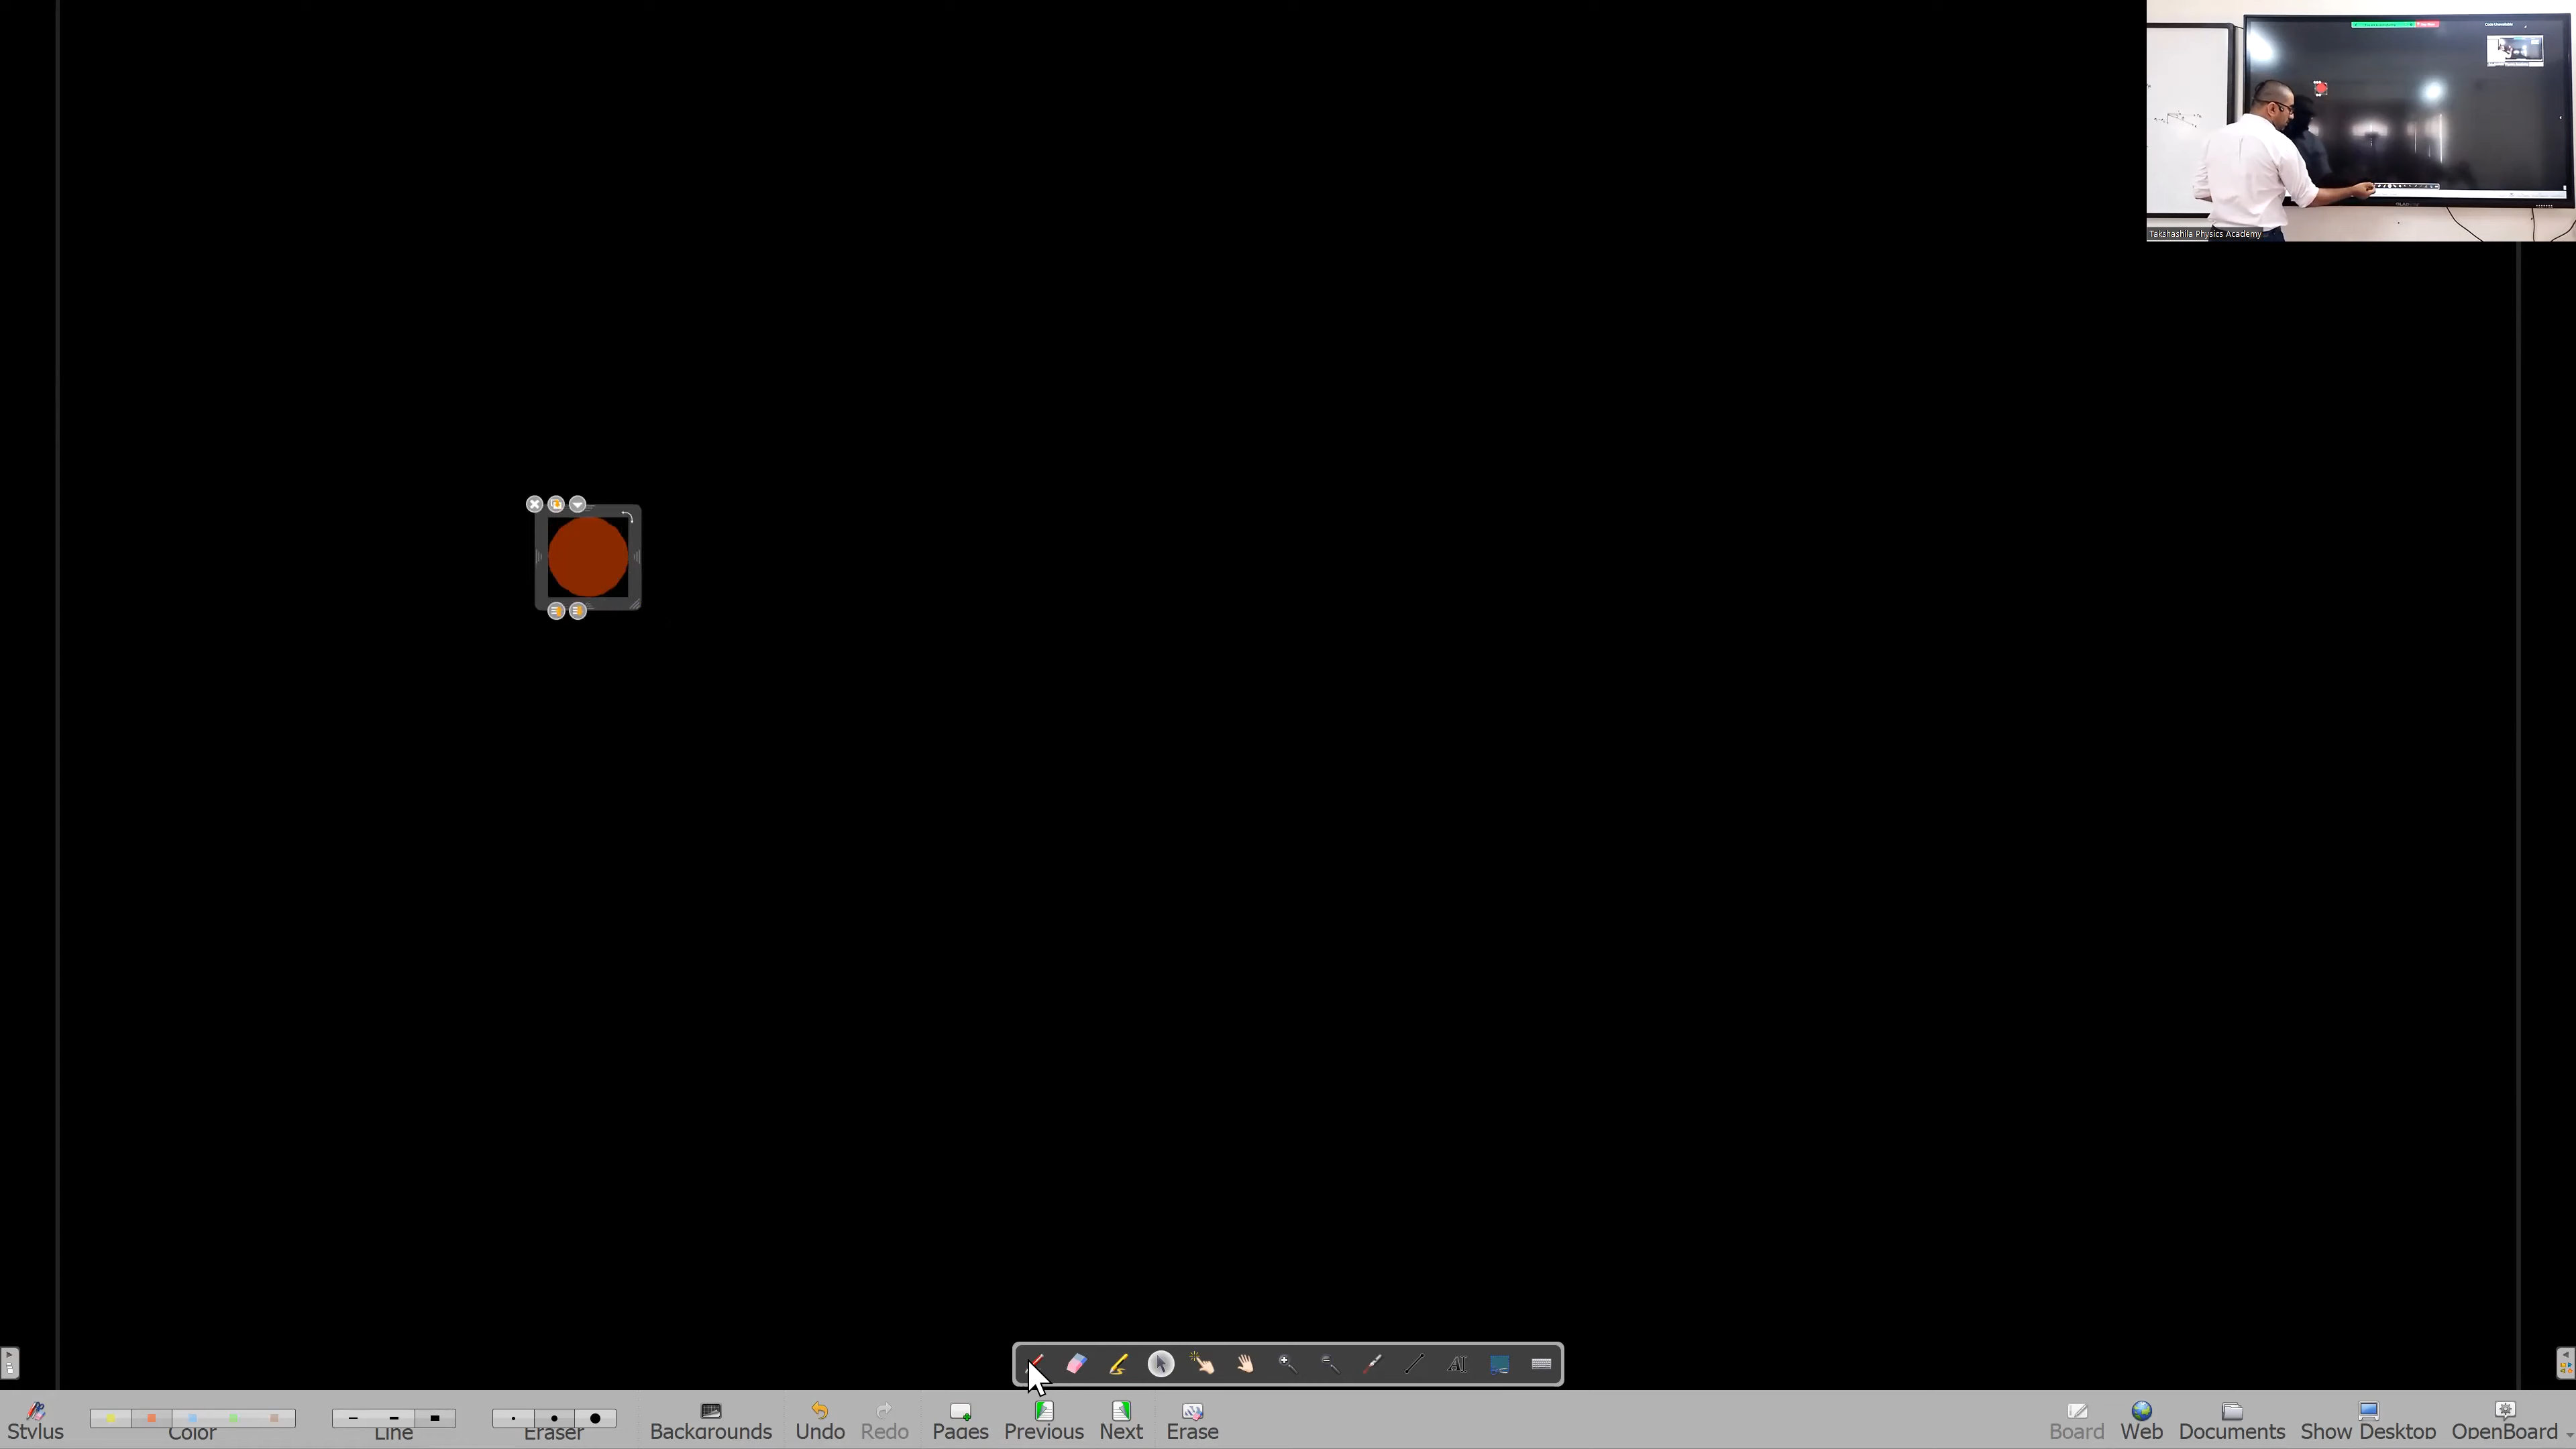 Takshashila Physics Academy
AI
Stylus
Color
Line
Eraser
Backgrounds
Undo
Redo
Pages
Previous
Next
Erase
Board
Web
Documents
Show Desktop
OpenBoard